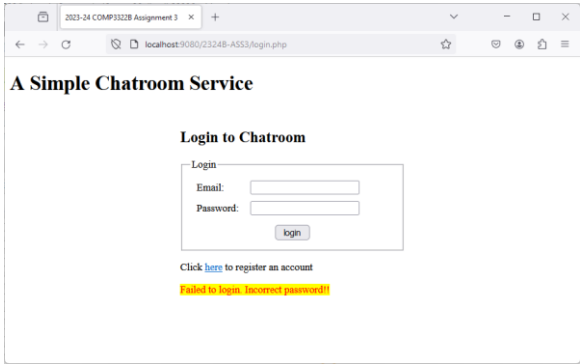 2023-24 COMP3322B Assignment 3
localhost:9080/2324B-ASS3/login.php
A Simple Chatroom Service
Login to Chatroom
Login
Email:
Password:
login
Click here to register an account
Failed to login. Incorrect password!!